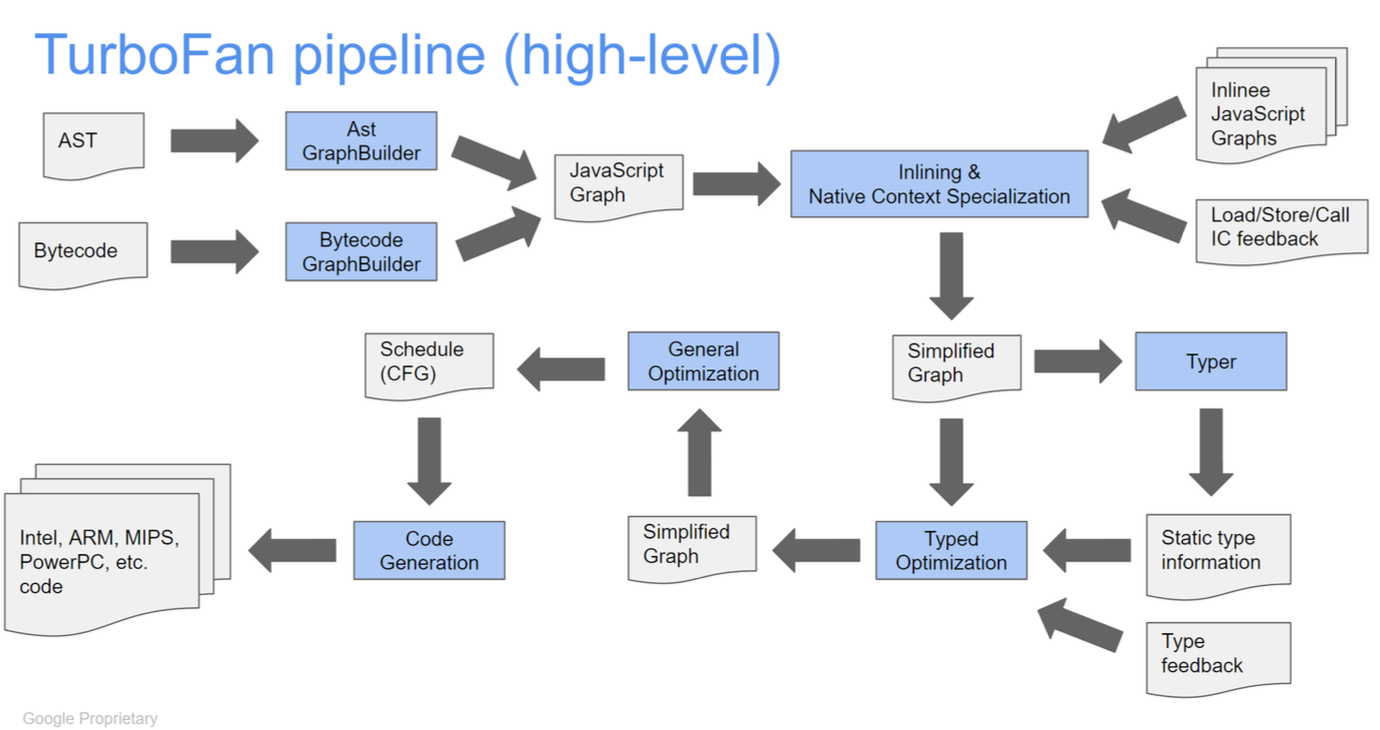 TurboFan pipeline (high-level)
AST
Ast
GraphBuilder
Bytecode
Bytecode
GraphBuilder
JavaScript
Graph
Inlining &
Native Context Specialization
Inlinee
JavaScript
Graphs
Load/Store/Call
IC feedback
Schedule
(CFG)
General
Optimization
Simplified
Graph
Typer
Intel, ARM, MIPS,
PowerPC, etc.
code
Code
Generation
Simplified
Graph
Typed
Optimization
Static type
information
Type
feedback
Google Proprietary